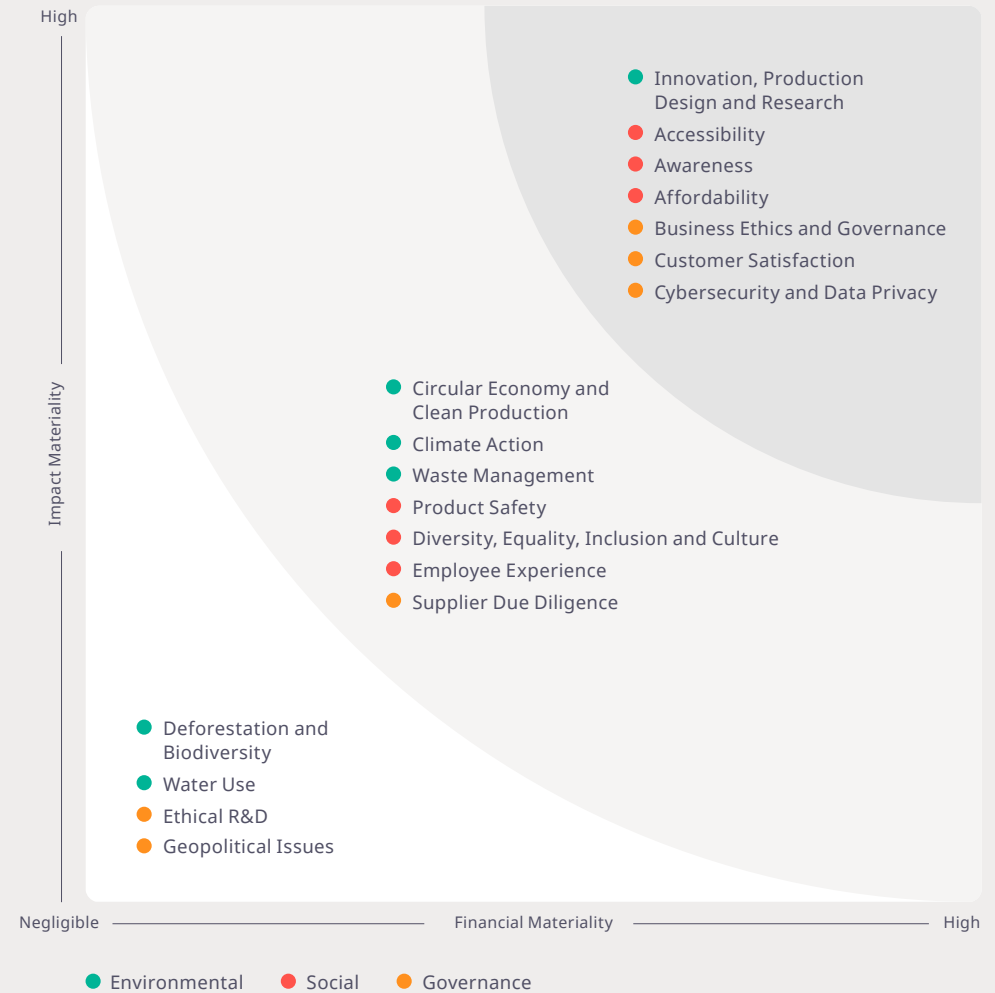 High
Innovation, Production
Design and Research
Accessibility
Awareness
Affordability
Business Ethics and Governance
Customer Satisfaction
Cybersecurity and Data Privacy
Impact Materiality
Circular Economy and
Clean Production
Climate Action
Waste Management
Product Safety
Diversity, Equality, Inclusion and Culture
Employee Experience
Supplier Due Diligence
Deforestation and
Biodiversity
Water Use
Ethical R&D
Geopolitical Issues
Negligible
Financial Materiality
High
Environmental
Social
Governance